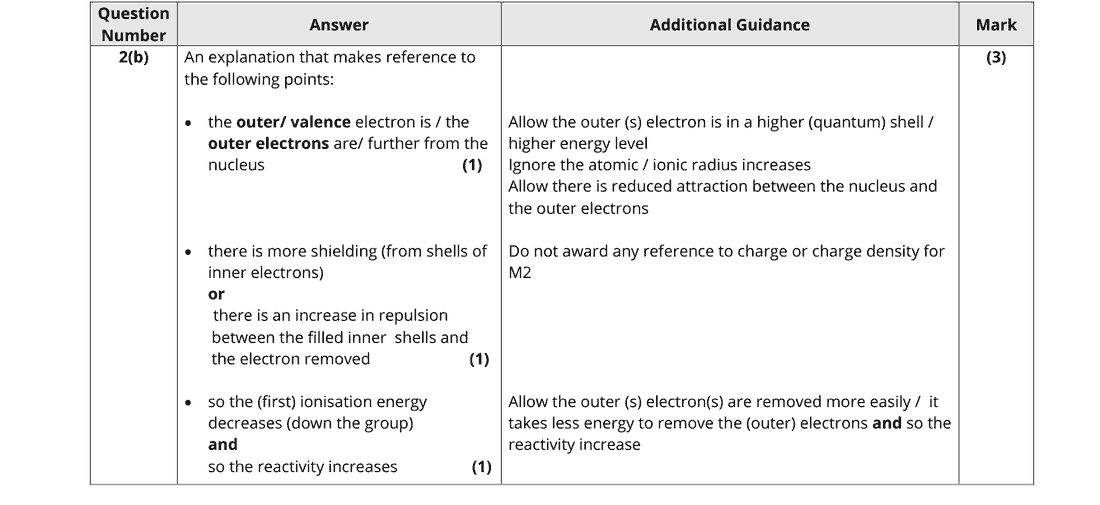 Question Number
Answer
Additional Guidance
Mark
2(b)
An explanation that makes reference to
the following points:
(3)
• the outer/ valence electron is / the
outer electrons are/ further from the
nucleus (1)
Allow the outer (s) electron is in a higher (quantum) shell /
higher energy level
Ignore the atomic / ionic radius increases
Allow there is reduced attraction between the nucleus and
the outer electrons
• there is more shielding (from shells of
inner electrons)
or
there is an increase in repulsion
between the filled inner shells and
the electron removed (1)
Do not award any reference to charge or charge density for
M2
• so the (first) ionisation energy
decreases (down the group)
and
so the reactivity increases (1)
Allow the outer (s) electron(s) are removed more easily / it
takes less energy to remove the (outer) electrons and so the
reactivity increase